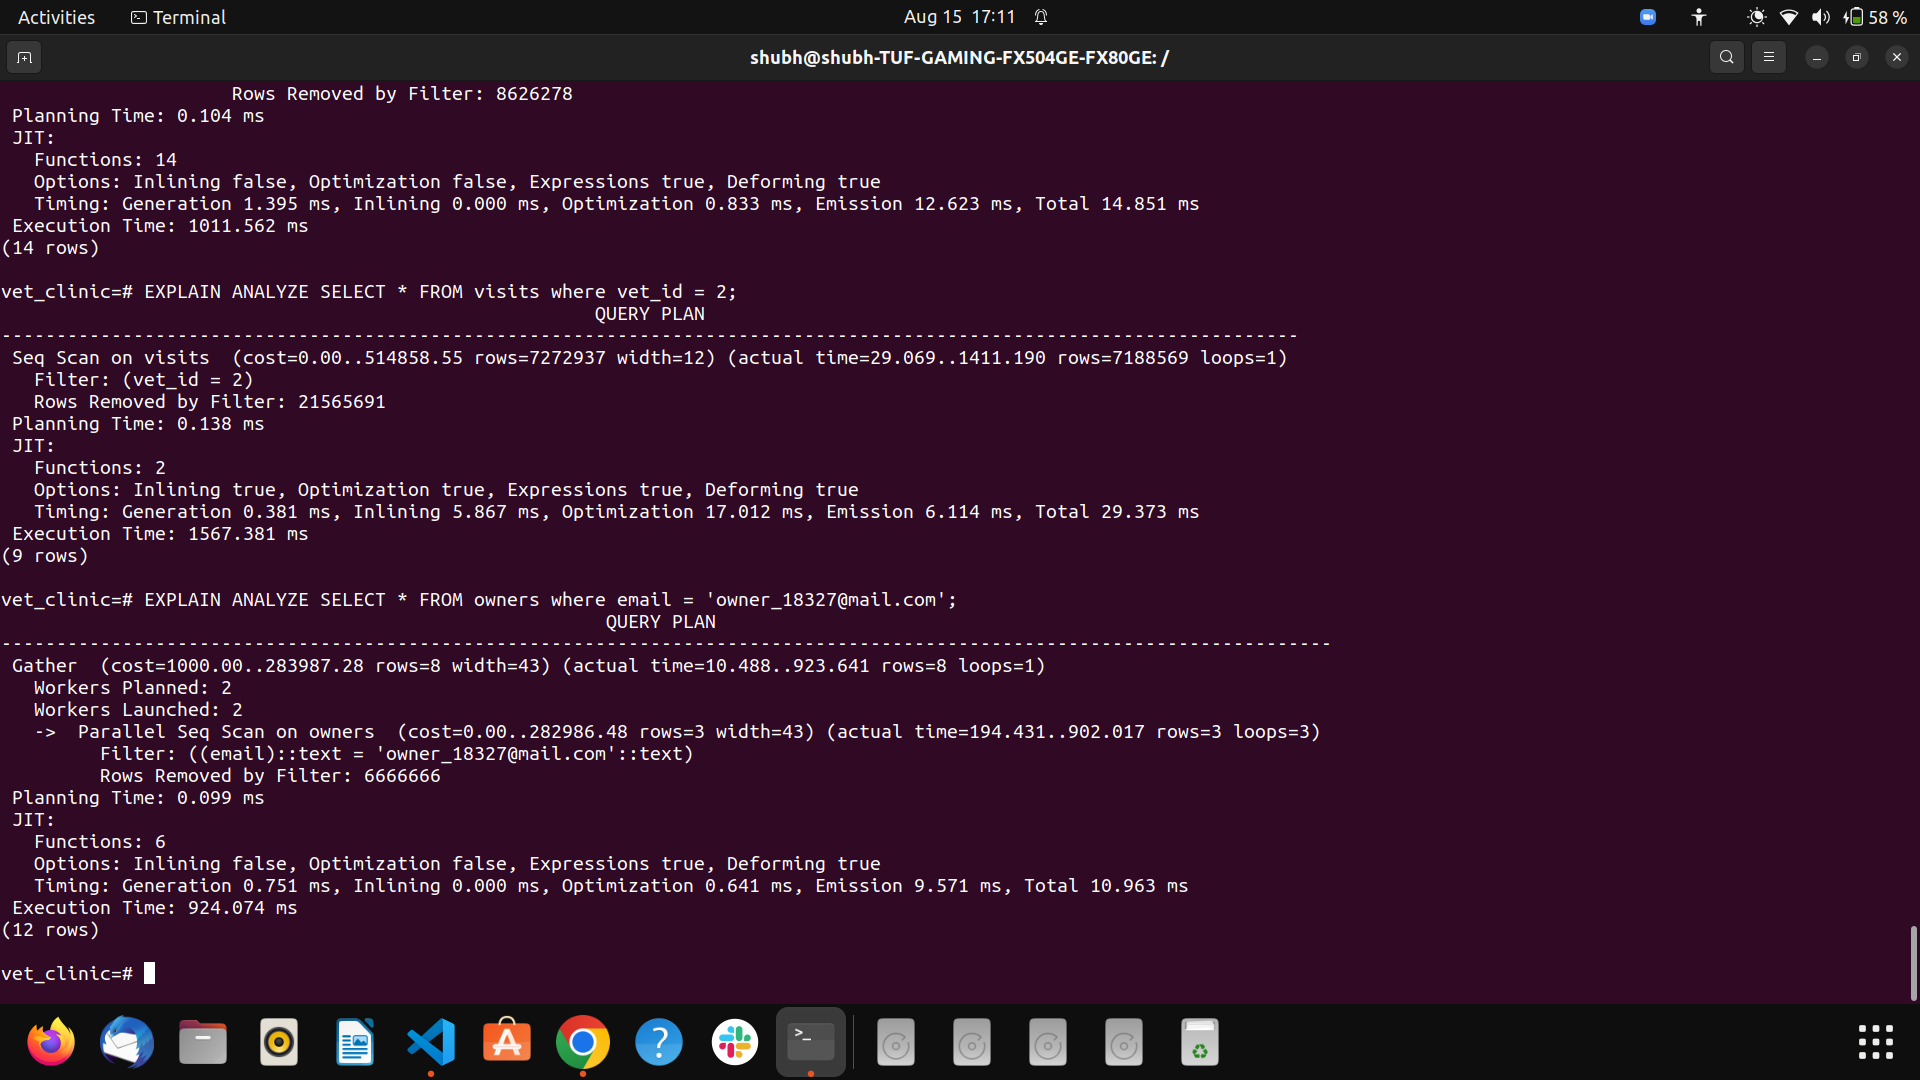 Activities
Terminal
Aug 15 17:11
58 %
shubh@shubh-TUF-GAMING-FX504GE-FX80GE: /
Rows Removed by Filter: 8626278
Planning Time: 0.104 ms
JIT:
Functions: 14
Options: Inlining false, Optimization false, Expressions true, Deforming true
Timing: Generation 1.395 ms, Inlining 0.000 ms, Optimization 0.833 ms, Emission 12.623 ms, Total 14.851 ms
Execution Time: 1011.562 ms
(14 rows)
vet_clinic=# EXPLAIN ANALYZE SELECT * FROM visits where vet_id = 2;
QUERY PLAN
----------------------------------------------------------------------------------------------------------------------
Seq Scan on visits  (cost=0.00..514858.55 rows=7272937 width=12) (actual time=29.069..1411.190 rows=7188569 loops=1)
Filter: (vet_id = 2)
Rows Removed by Filter: 21565691
Planning Time: 0.138 ms
JIT:
Functions: 2
Options: Inlining true, Optimization true, Expressions true, Deforming true
Timing: Generation 0.381 ms, Inlining 5.867 ms, Optimization 17.012 ms, Emission 6.114 ms, Total 29.373 ms
Execution Time: 1567.381 ms
(9 rows)
vet_clinic=# EXPLAIN ANALYZE SELECT * FROM owners where email = 'owner_18327@mail.com';
QUERY PLAN
-------------------------------------------------------------------------------------------------------------------------
Gather  (cost=1000.00..283987.28 rows=8 width=43) (actual time=10.488..923.641 rows=8 loops=1)
Workers Planned: 2
Workers Launched: 2
->  Parallel Seq Scan on owners  (cost=0.00..282986.48 rows=3 width=43) (actual time=194.431..902.017 rows=3 loops=3)
Filter: ((email)::text = 'owner_18327@mail.com'::text)
Rows Removed by Filter: 6666666
Planning Time: 0.099 ms
JIT:
Functions: 6
Options: Inlining false, Optimization false, Expressions true, Deforming true
Timing: Generation 0.751 ms, Inlining 0.000 ms, Optimization 0.641 ms, Emission 9.571 ms, Total 10.963 ms
Execution Time: 924.074 ms
(12 rows)
vet_clinic=#